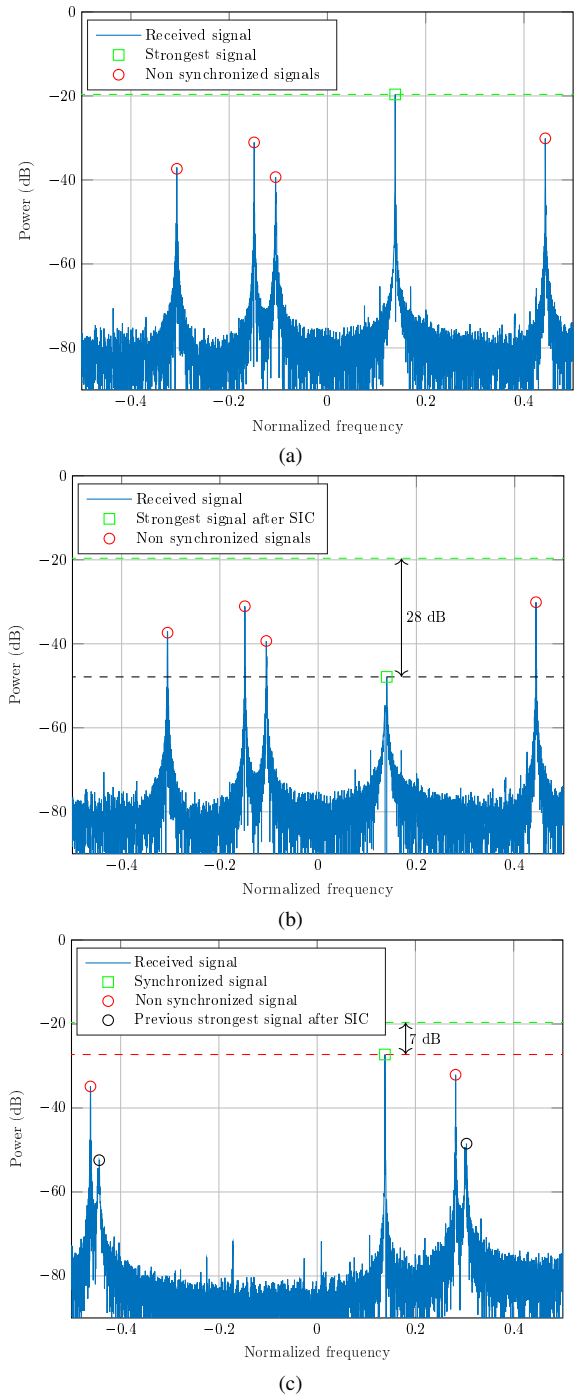 0
−20
−40
−60
−80
Power (dB)
Received signal
Strongest signal
Non synchronized signals
−0.4
−0.2
0
0.2
0.4
Normalized frequency
(a)
0
−20
−40
−60
−80
Power (dB)
Received signal
Strongest signal after SIC
Non synchronized signals
28 dB
−0.4
−0.2
0
0.2
0.4
Normalized frequency
(b)
0
−20
−40
−60
−80
Power (dB)
Received signal
Synchronized signal
Non synchronized signal
Previous strongest signal after SIC
7 dB
−0.4
−0.2
0
0.2
0.4
Normalized frequency
(c)